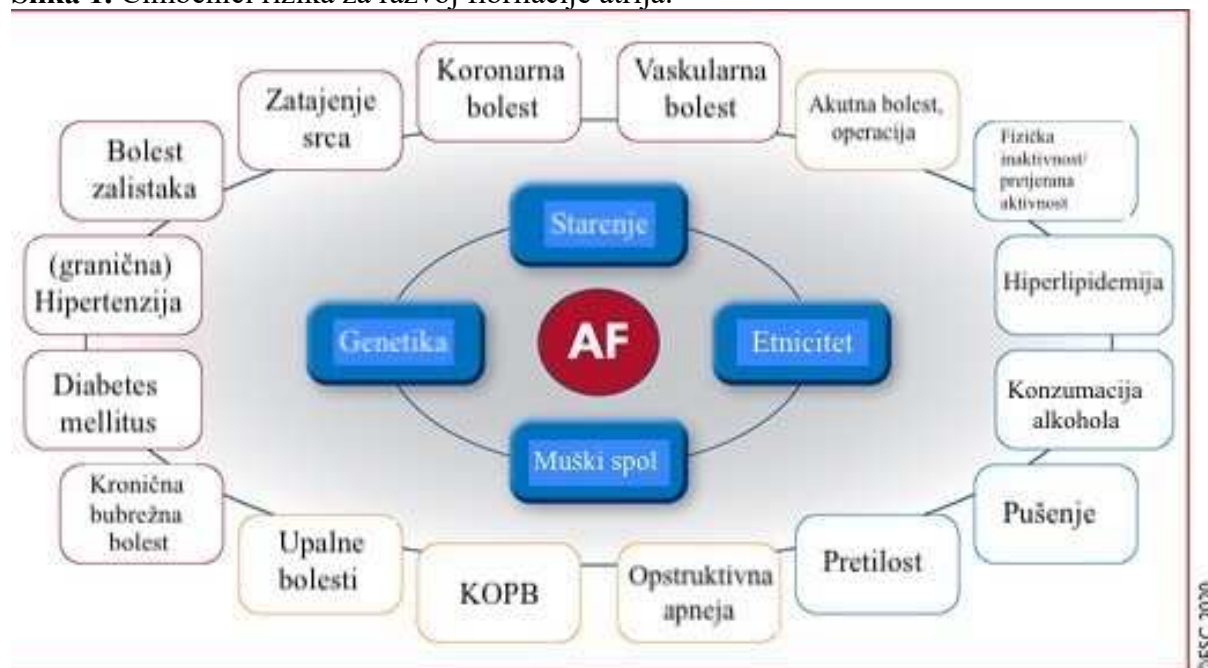 Koronarna
bolest
Vaskularna
bolest
Zatajenje
srca
Akutna bolest,
operacija
Bolest
zalistaka
Fizička
inaktivnost/
pretjerana
aktivnost
(granična)
Hipertenzija
Hiperlipidemija
Diabetes
mellitus
Konzumacija
alkohola
Kronična
bubrežna
bolest
Pušenje
Upalne
bolesti
KOPB
Opstruktivna
apneja
Pretilost
Starenje
Genetika
AF
Etnicitet
Muški spol
©ESC 2020